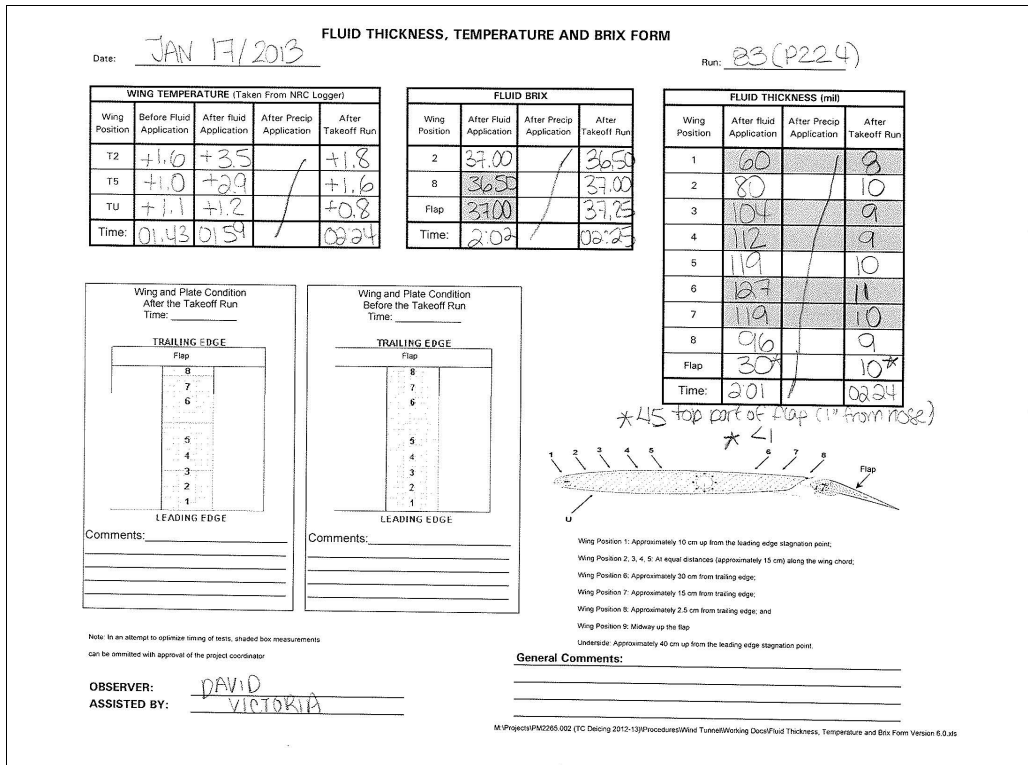 FLUID THICKNESS, TEMPERATURE AND BRIX FORM
Date: JAN 17/2013
Run: 83 (P224)
WING TEMPERATURE (Taken From NRC Logger)
Wing Position Before Fluid Application After fluid Application After Precip Application After Takeoff Run
T2 +1.6 +3.5 +1.8
T5 +1.0 +2.9 +1.6
TU +1.1 +1.2 +0.8
Time: 01.43 01:59 02:24
FLUID BRIX
Wing Position After Fluid Application After Precip Application After Takeoff Run
2 37.00 36.50
8 36.50 37.00
Flap 37.00 37.25
Time: 2:02 02:25
FLUID THICKNESS (mil)
Wing Position After fluid Application After Precip Application After Takeoff Run
1 60 8
2 80 10
3 104 9
4 112 9
5 119 10
6 127 11
7 119 10
8 96 9
Flap 30* 10*
Time: 2:01 02:24
*45 top part of flap (1" from nose)
* <1
Wing and Plate Condition
After the Takeoff Run
Time:
TRAILING EDGE
Flap
8
7
6
5
4
3
2
1
LEADING EDGE
Comments:
Wing and Plate Condition
Before the Takeoff Run
Time:
TRAILING EDGE
Flap
8
7
6
5
4
3
2
1
LEADING EDGE
Comments:
1 2 3 4 5 6 7 8 Flap
U
Wing Position 1: Approximately 10 cm up from the leading edge stagnation point;
Wing Position 2, 3, 4, 5: At equal distances (approximately 15 cm) along the wing chord;
Wing Position 6: Approximately 30 cm from trailing edge;
Wing Position 7: Approximately 15 cm from trailing edge;
Wing Position 8: Approximately 2.5 cm from trailing edge; and
Wing Position 9: Midway up the flap
Underside: Approximately 40 cm up from the leading edge stagnation point.
Note: In an attempt to optimize timing of tests, shaded box measurements
can be ommitted with approval of the project coordinator
General Comments:
OBSERVER: DAVID
ASSISTED BY: VICTORIA
M:\Projects\PM2265.002 (TC Deicing 2012-13)\Procedures\Wind Tunnel\Working Docs\Fluid Thickness, Temperature and Brix Form Version 6.0.xls